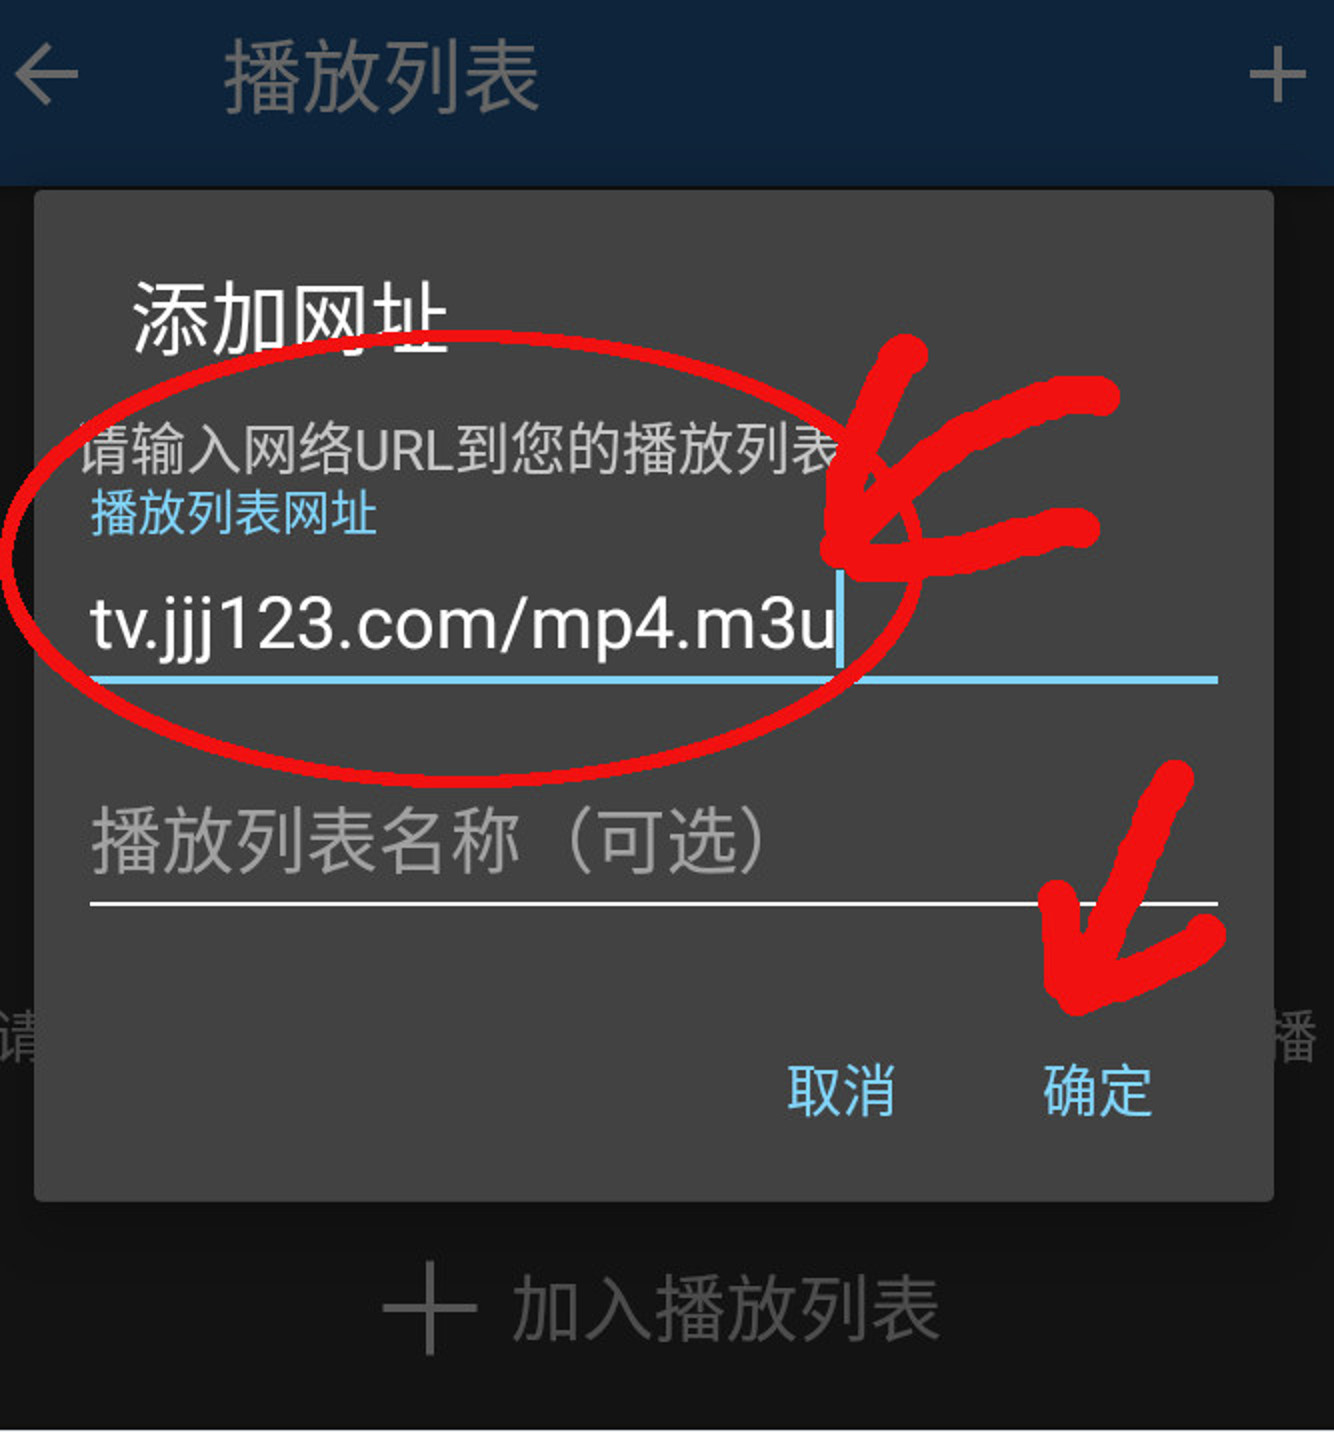 播放列表
添加网址
请输入网络URL到您的播放列表
播放列表网址
tv.jjj123.com/mp4.m3u
播放列表名称（可选）
请
播
取消
确定
加入播放列表